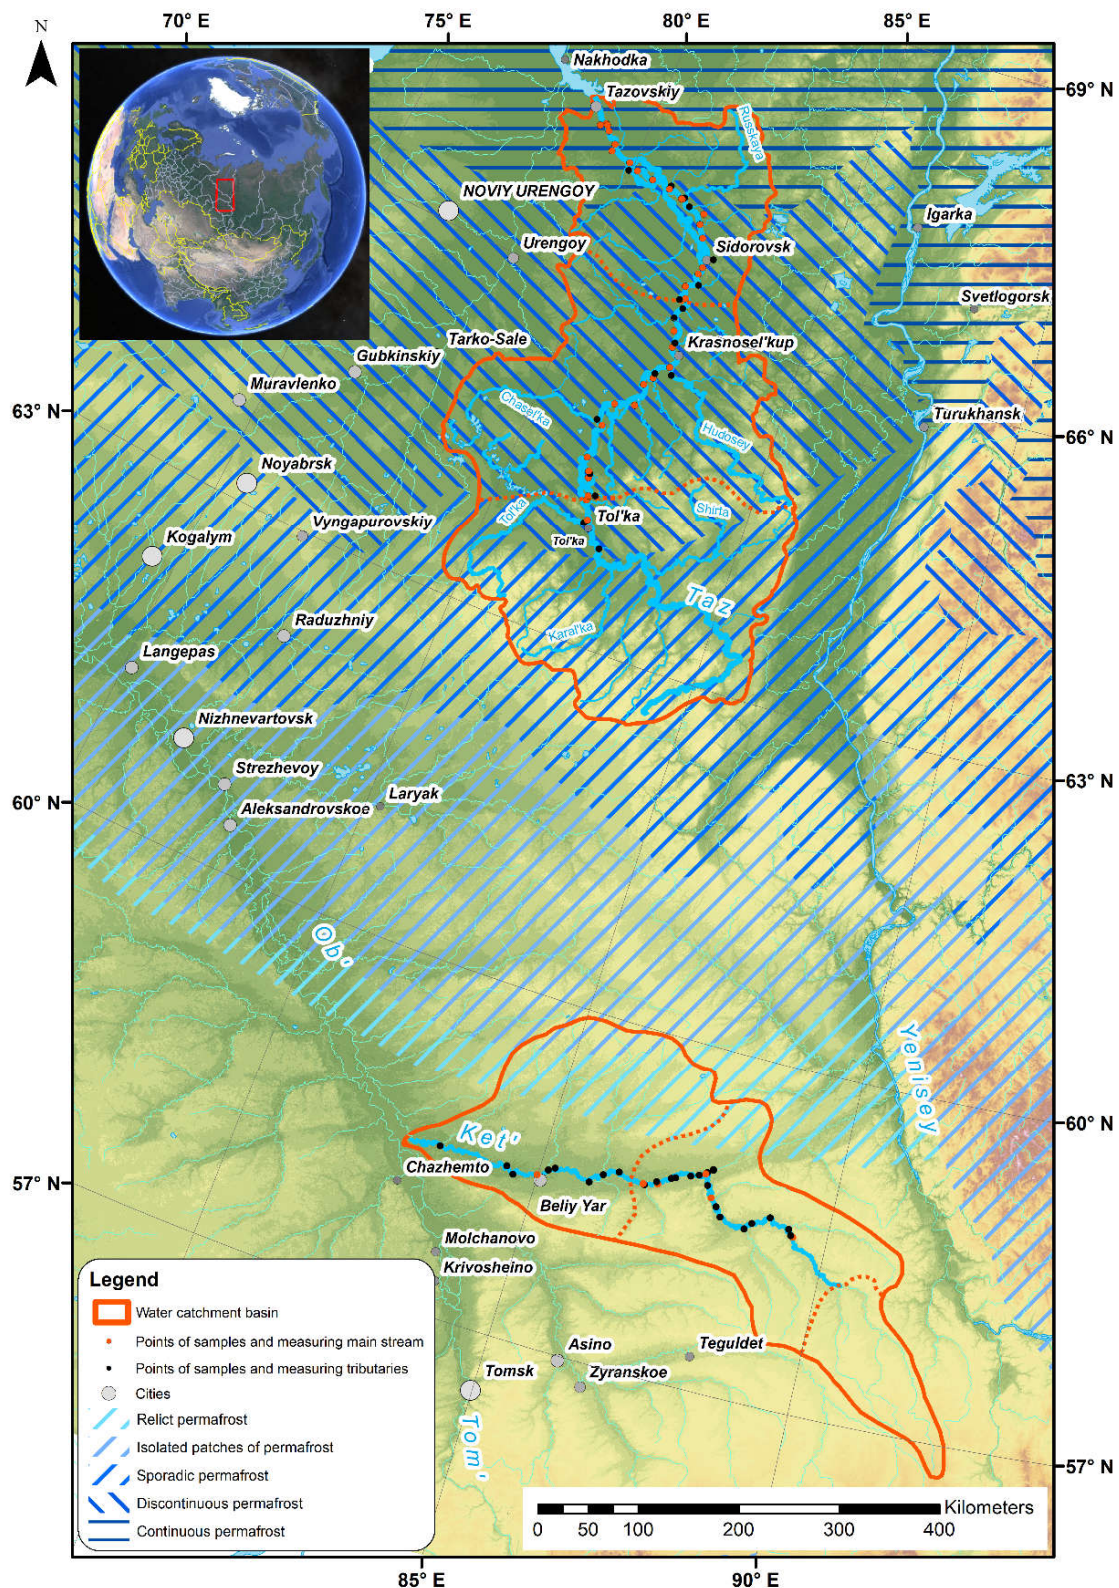 70° E
75° E
80° E
85° E
N
Nakhodka
69° N
Tazovskiy
Russkaya
NOVIY URENGOY
Igarka
Urengoy
Sidorovsk
Svetlogorsk
Tarko-Sale
Krasnosel'kup
Gubkinskiy
Muravlenko
Chasel'ka
63° N
Turukhansk
66° N
Hudosey
Noyabrsk
Tol'ka
Shirta
Tol'ka
Vyngapurovskiy
Kogalym
Tol'ka
Taz
Raduzhniy
Karal'ka
Langepas
Nizhnevartovsk
Strezhevoy
63° N
60° N
Laryak
Aleksandrovskoe
Ob'
Yenisey
60° N
Ket'
Chazhemto
57° N
Beliy Yar
Molchanovo
Krivosheino
Asino
Teguldet
Tomsk
Zyranskoe
Tom'
57° N
Legend
Water catchment basin
Points of samples and measuring main stream
Points of samples and measuring tributaries
Cities
Relict permafrost
Isolated patches of permafrost
Sporadic permafrost
Discontinuous permafrost
Continuous permafrost
Kilometers
0 50 100 200 300 400
85° E
90° E